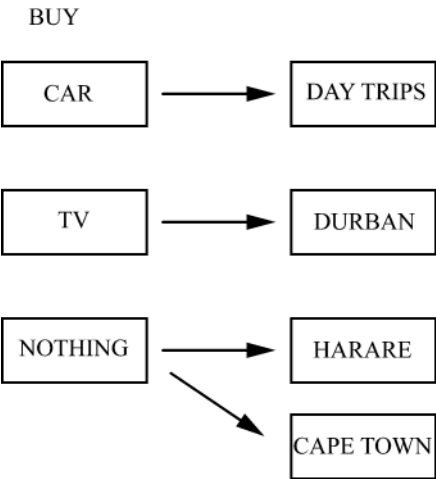 BUY
CAR
DAY TRIPS
TV
DURBAN
NOTHING
HARARE
CAPE TOWN